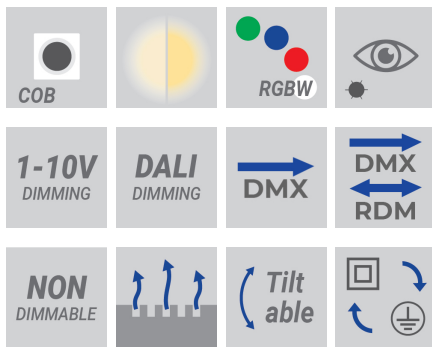 COB
RGBW
1-10V
DIMMING
DALI
DIMMING
DMX
DMX
RDM
NON
DIMMABLE
Tilt
able